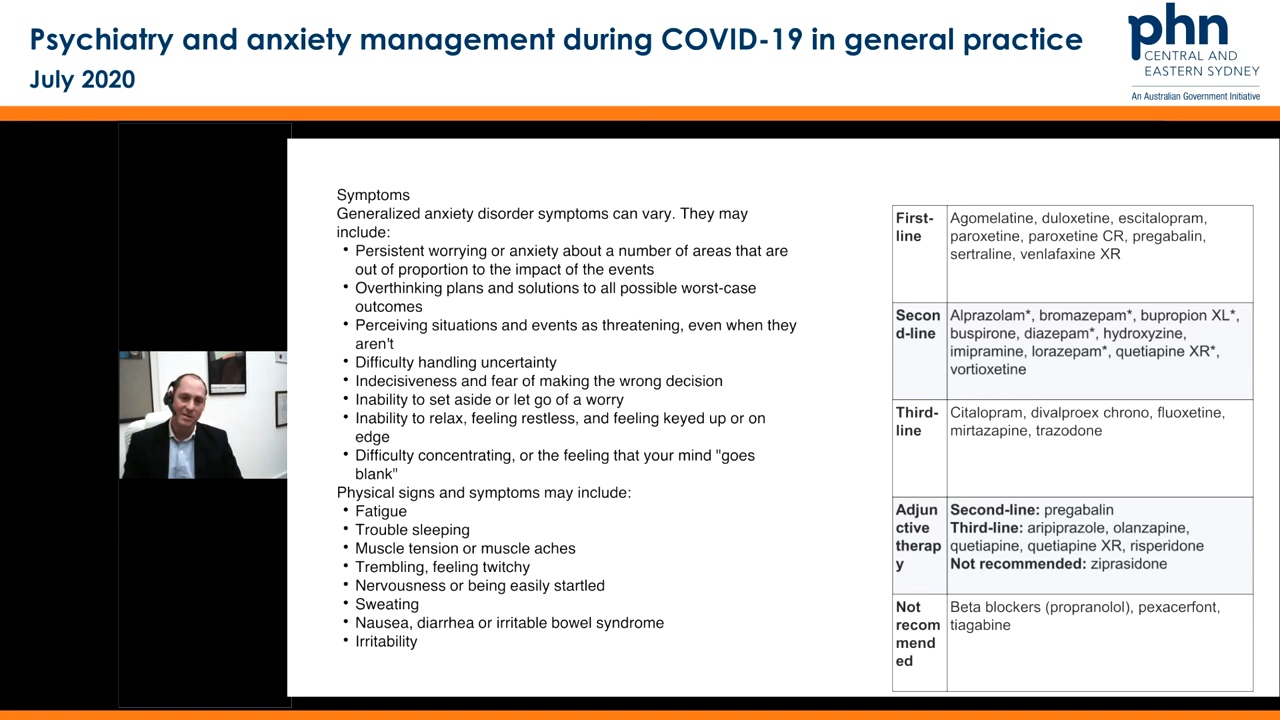 Psychiatry and anxiety management during COVID-19 in general practice
July 2020
phn
CENTRAL AND
EASTERN SYDNEY
An Australian Government Initiative
Symptoms
Generalized anxiety disorder symptoms can vary. They may
include:
• Persistent worrying or anxiety about a number of areas that are
out of proportion to the impact of the events
• Overthinking plans and solutions to all possible worst-case
outcomes
• Perceiving situations and events as threatening, even when they
aren't
• Difficulty handling uncertainty
• Indecisiveness and fear of making the wrong decision
• Inability to set aside or let go of a worry
• Inability to relax, feeling restless, and feeling keyed up or on
edge
• Difficulty concentrating, or the feeling that your mind "goes
blank"
Physical signs and symptoms may include:
• Fatigue
• Trouble sleeping
• Muscle tension or muscle aches
• Trembling, feeling twitchy
• Nervousness or being easily startled
• Sweating
• Nausea, diarrhea or irritable bowel syndrome
• Irritability
First-
line
Agomelatine, duloxetine, escitalopram,
paroxetine, paroxetine CR, pregabalin,
sertraline, venlafaxine XR
Secon
d-line
Alprazolam*, bromazepam*, bupropion XL*,
buspirone, diazepam*, hydroxyzine,
imipramine, lorazepam*, quetiapine XR*,
vortioxetine
Third-
line
Citalopram, divalproex chrono, fluoxetine,
mirtazapine, trazodone
Adjun
ctive
therap
y
Second-line: pregabalin
Third-line: aripiprazole, olanzapine,
quetiapine, quetiapine XR, risperidone
Not recommended: ziprasidone
Not
recom
mend
ed
Beta blockers (propranolol), pexacerfont,
tiagabine